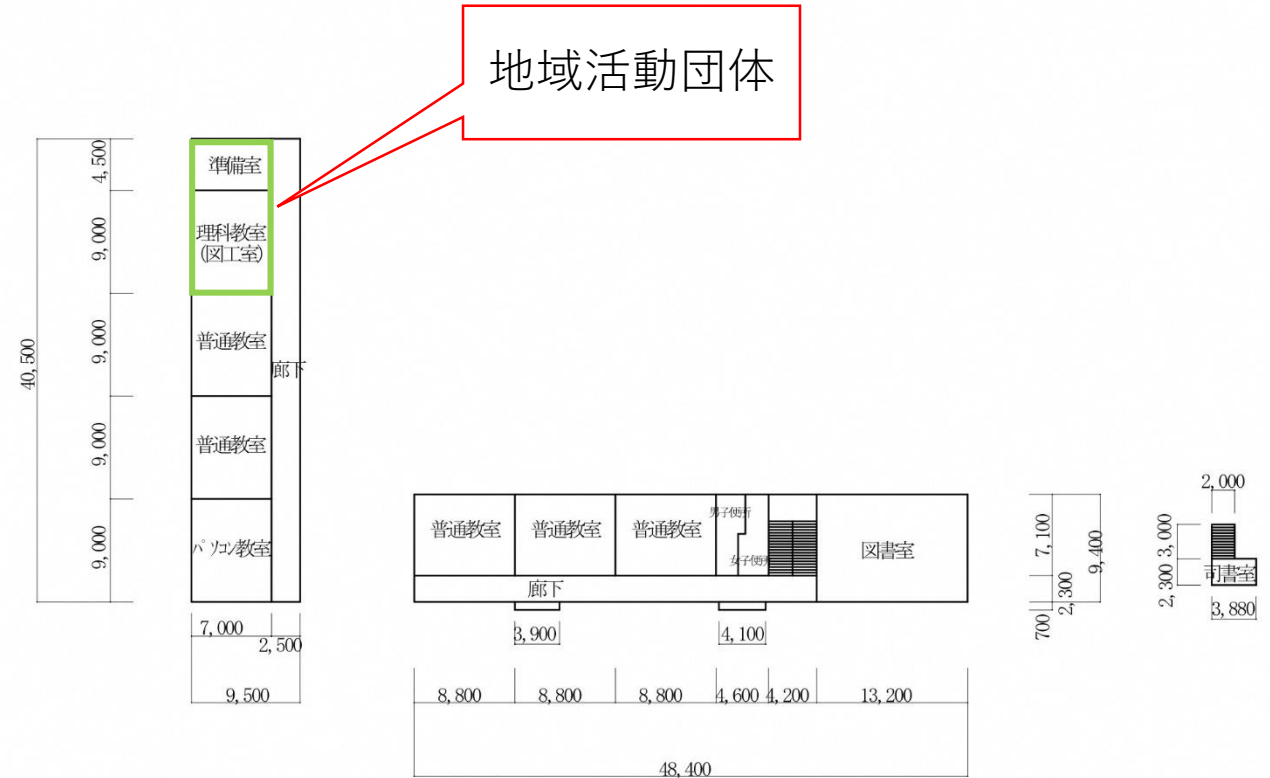 地域活動団体
4,500
準備室
9,000
理科教室
(図工室)
40,500
9,000
普通教室
廊下
9,000
普通教室
9,000
パソコン教室
7,000
2,500
9,500
普通教室
普通教室
普通教室
男子便所
女子便所
図書室
廊下
3,900
4,100
8,800
8,800
8,800
4,600
4,200
13,200
48,400
7,100
9,400
2,300
700
2,000
3,000
2,300
司書室
3,880